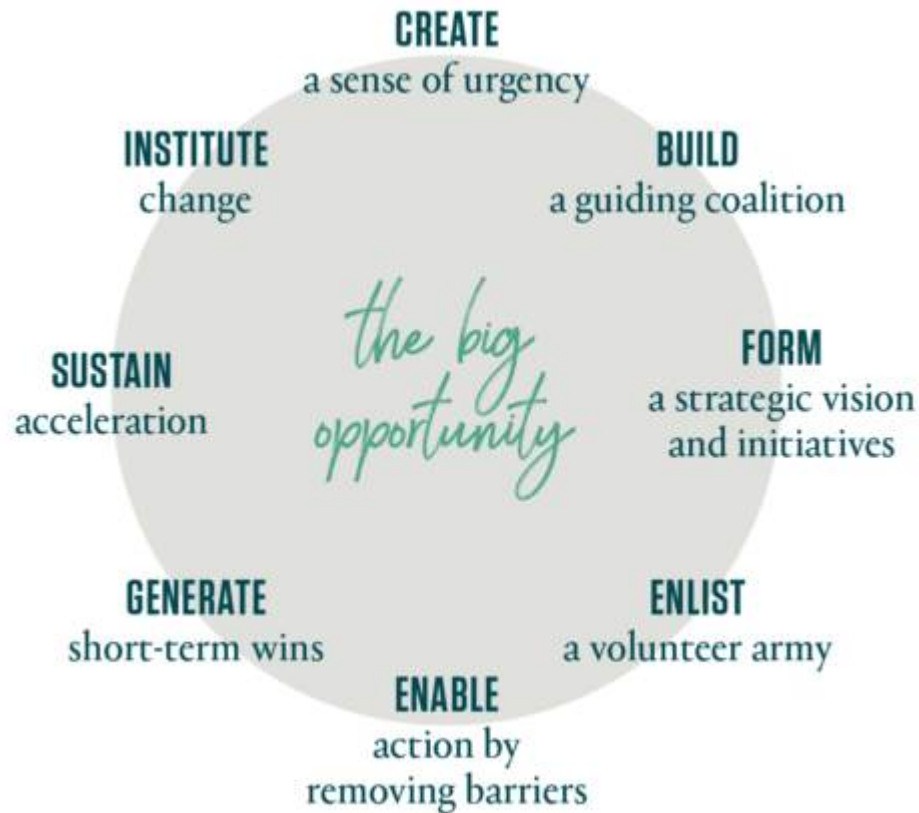 CREATE
a sense of urgency
BUILD
a guiding coalition
FORM
a strategic vision
and initiatives
ENLIST
a volunteer army
ENABLE
action by
removing barriers
GENERATE
short-term wins
SUSTAIN
acceleration
INSTITUTE
change
the big
opportunity